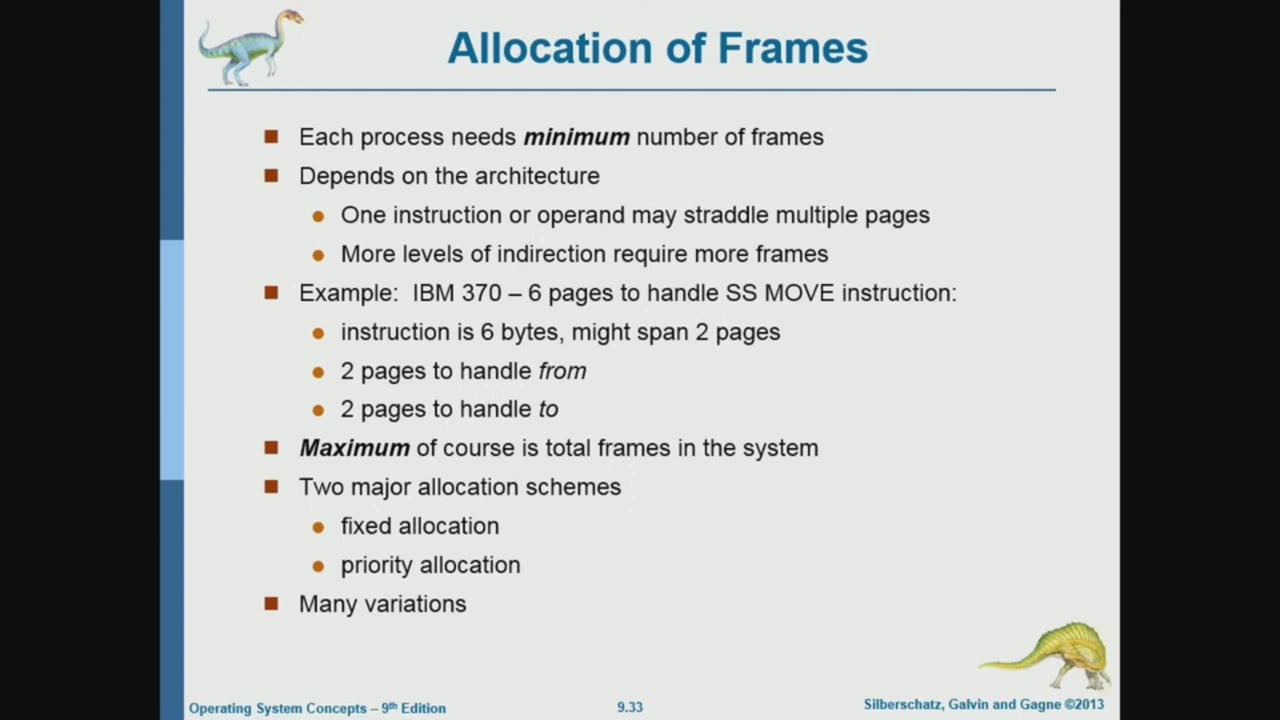 Allocation of Frames
Each process needs minimum number of frames
Depends on the architecture
One instruction or operand may straddle multiple pages
More levels of indirection require more frames
Example: IBM 370 – 6 pages to handle SS MOVE instruction:
instruction is 6 bytes, might span 2 pages
2 pages to handle from
2 pages to handle to
Maximum of course is total frames in the system
Two major allocation schemes
fixed allocation
priority allocation
Many variations
Operating System Concepts – 9th Edition
9.33
Silberschatz, Galvin and Gagne ©2013